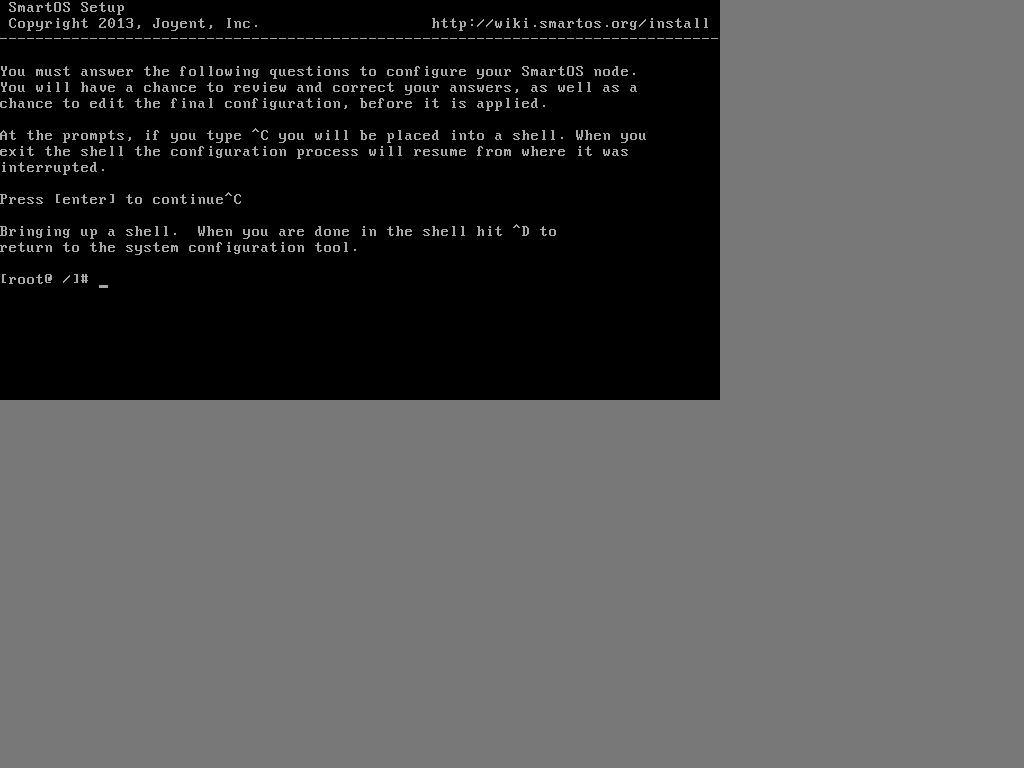 SmartOS Setup
Copyright 2013, Joyent, Inc. http://wiki.smartos.org/install
--------------------------------------------------------------------------------
You must answer the following questions to configure your SmartOS node.
You will have a chance to review and correct your answers, as well as a
chance to edit the final configuration, before it is applied.
At the prompts, if you type ^C you will be placed into a shell. When you
exit the shell the configuration process will resume from where it was
interrupted.
Press [enter] to continue^C
Bringing up a shell.  When you are done in the shell hit ^D to
return to the system configuration tool.
[root@ /]# _